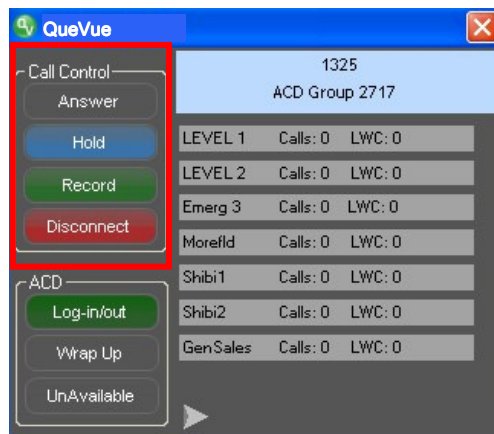 QueVue
Call Control
Answer
Hold
Record
Disconnect
ACD
Log-in/out
Wrap Up
UnAvailable
1325
ACD Group 2717
LEVEL 1 Calls: 0 LWC: 0
LEVEL 2 Calls: 0 LWC: 0
Emerg 3 Calls: 0 LWC: 0
Morefld Calls: 0 LWC: 0
Shibi1 Calls: 0 LWC: 0
Shibi2 Calls: 0 LWC: 0
GenSales Calls: 0 LWC: 0